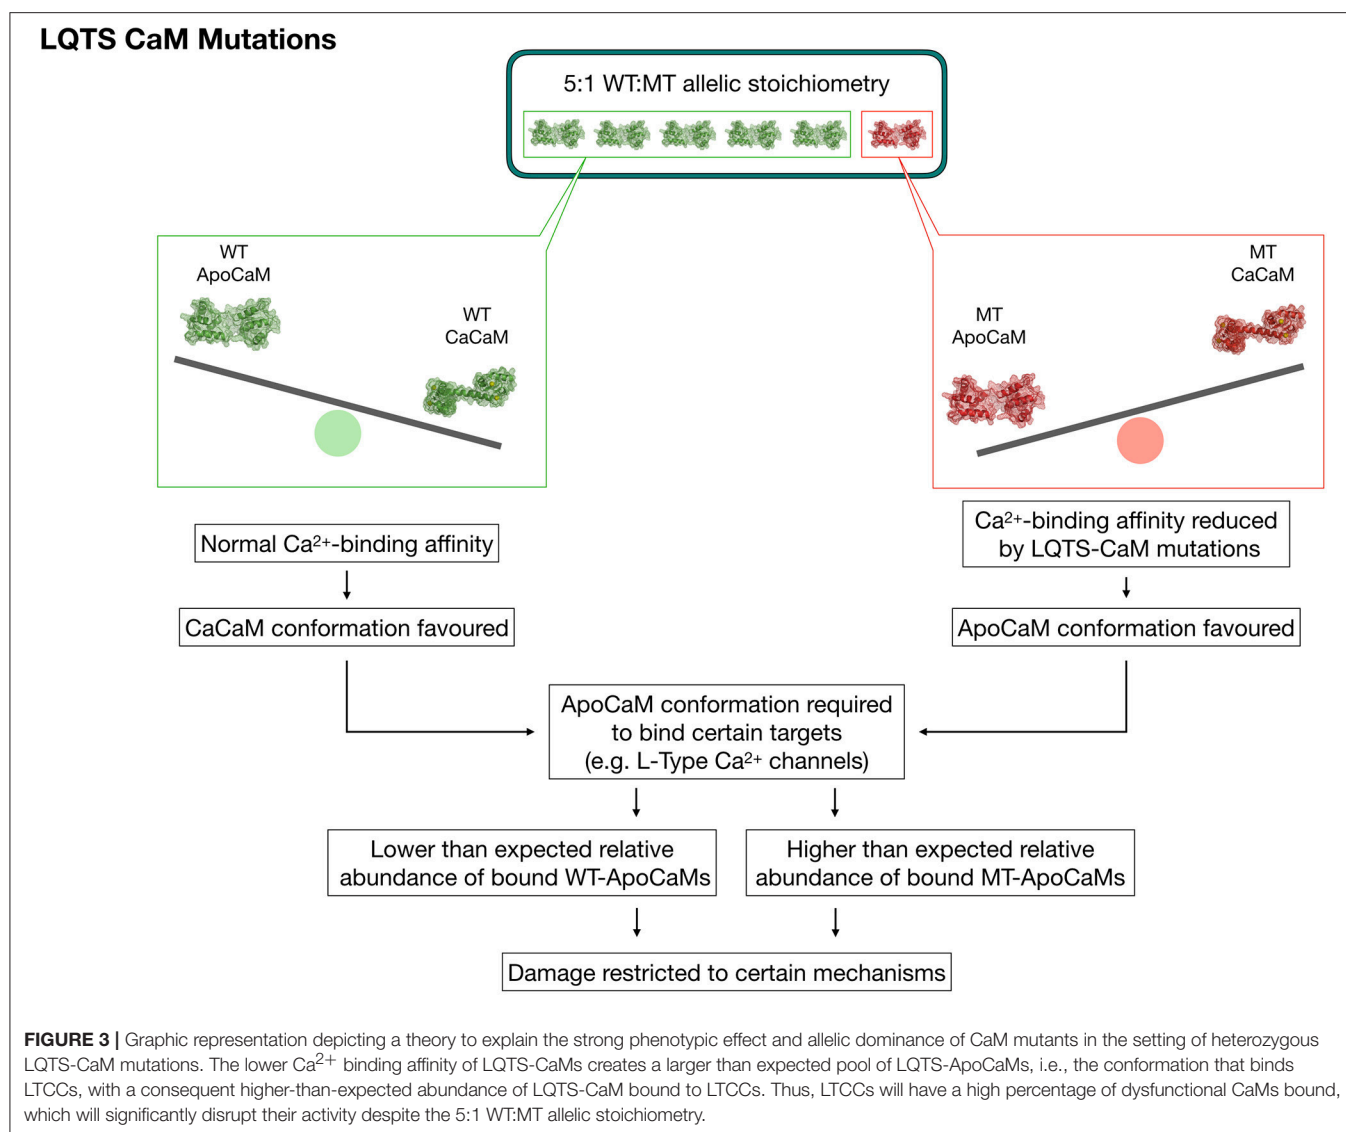 LQTS CaM Mutations
5:1 WT:MT allelic stoichiometry
WT
ApoCaM
WT
CaCaM
MT
CaCaM
MT
ApoCaM
Normal Ca²⁺-binding affinity
Ca²⁺-binding affinity reduced
by LQTS-CaM mutations
CaCaM conformation favoured
ApoCaM conformation favoured
ApoCaM conformation required
to bind certain targets
(e.g. L-Type Ca²⁺ channels)
Lower than expected relative
abundance of bound WT-ApoCaMs
Higher than expected relative
abundance of bound MT-ApoCaMs
Damage restricted to certain mechanisms
FIGURE 3 | Graphic representation depicting a theory to explain the strong phenotypic effect and allelic dominance of CaM mutants in the setting of heterozygous
LQTS-CaM mutations. The lower Ca²⁺ binding affinity of LQTS-CaMs creates a larger than expected pool of LQTS-ApoCaMs, i.e., the conformation that binds
LTCCs, with a consequent higher-than-expected abundance of LQTS-CaM bound to LTCCs. Thus, LTCCs will have a high percentage of dysfunctional CaMs bound,
which will significantly disrupt their activity despite the 5:1 WT:MT allelic stoichiometry.